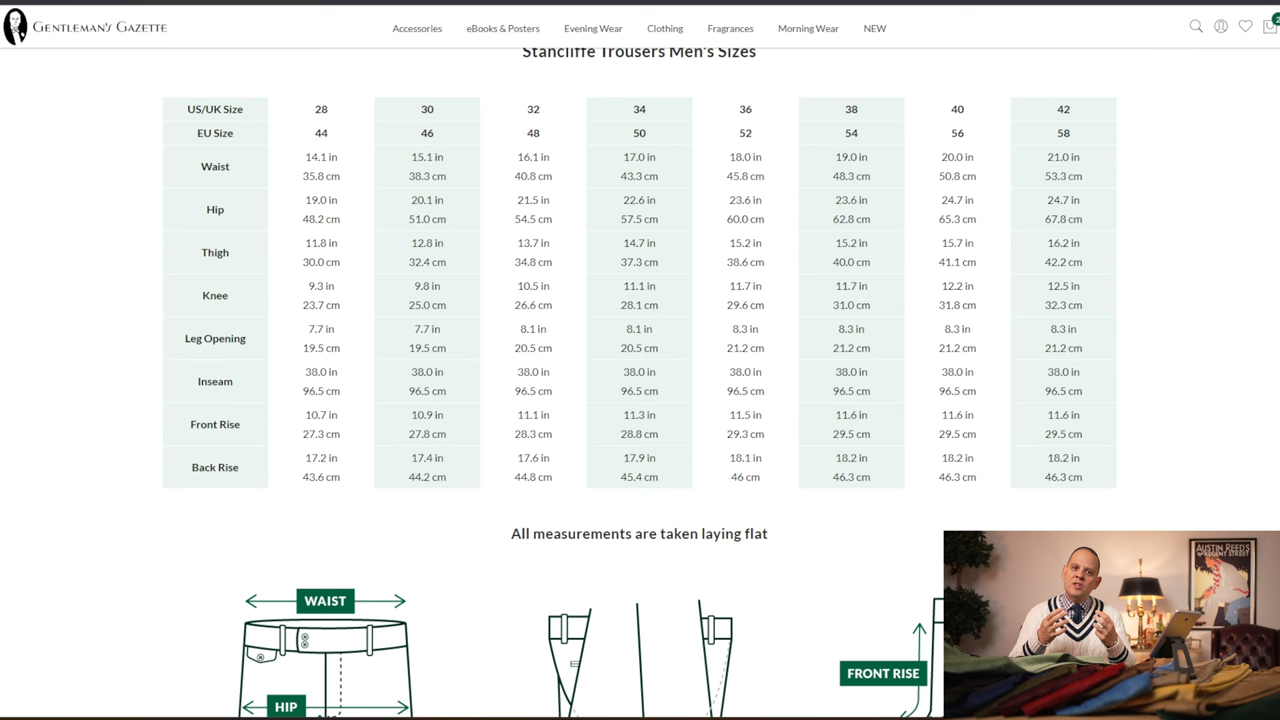 GENTLEMAN'S GAZETTE
Accessories eBooks & Posters Evening Wear Clothing Fragrances Morning Wear NEW
2
Stancliffe Trousers Men's Sizes
US/UK Size 28 30 32 34 36 38 40 42
EU Size 44 46 48 50 52 54 56 58
Waist
14.1 in 15.1 in 16.1 in 17.0 in 18.0 in 19.0 in 20.0 in 21.0 in
35.8 cm 38.3 cm 40.8 cm 43.3 cm 45.8 cm 48.3 cm 50.8 cm 53.3 cm
Hip
19.0 in 20.1 in 21.5 in 22.6 in 23.6 in 23.6 in 24.7 in 24.7 in
48.2 cm 51.0 cm 54.5 cm 57.5 cm 60.0 cm 62.8 cm 65.3 cm 67.8 cm
Thigh
11.8 in 12.8 in 13.7 in 14.7 in 15.2 in 15.2 in 15.7 in 16.2 in
30.0 cm 32.4 cm 34.8 cm 37.3 cm 38.6 cm 40.0 cm 41.1 cm 42.2 cm
Knee
9.3 in 9.8 in 10.5 in 11.1 in 11.7 in 11.7 in 12.2 in 12.5 in
23.7 cm 25.0 cm 26.6 cm 28.1 cm 29.6 cm 31.0 cm 31.8 cm 32.3 cm
Leg Opening
7.7 in 7.7 in 8.1 in 8.1 in 8.3 in 8.3 in 8.3 in 8.3 in
19.5 cm 19.5 cm 20.5 cm 20.5 cm 21.2 cm 21.2 cm 21.2 cm 21.2 cm
Inseam
38.0 in 38.0 in 38.0 in 38.0 in 38.0 in 38.0 in 38.0 in 38.0 in
96.5 cm 96.5 cm 96.5 cm 96.5 cm 96.5 cm 96.5 cm 96.5 cm 96.5 cm
Front Rise
10.7 in 10.9 in 11.1 in 11.3 in 11.5 in 11.6 in 11.6 in 11.6 in
27.3 cm 27.8 cm 28.3 cm 28.8 cm 29.3 cm 29.5 cm 29.5 cm 29.5 cm
Back Rise
17.2 in 17.4 in 17.6 in 17.9 in 18.1 in 18.2 in 18.2 in 18.2 in
43.6 cm 44.2 cm 44.8 cm 45.4 cm 46 cm 46.3 cm 46.3 cm 46.3 cm
All measurements are taken laying flat
WAIST
HIP
FRONT RISE
AUSTIN REED'S
OF REGENT STREET